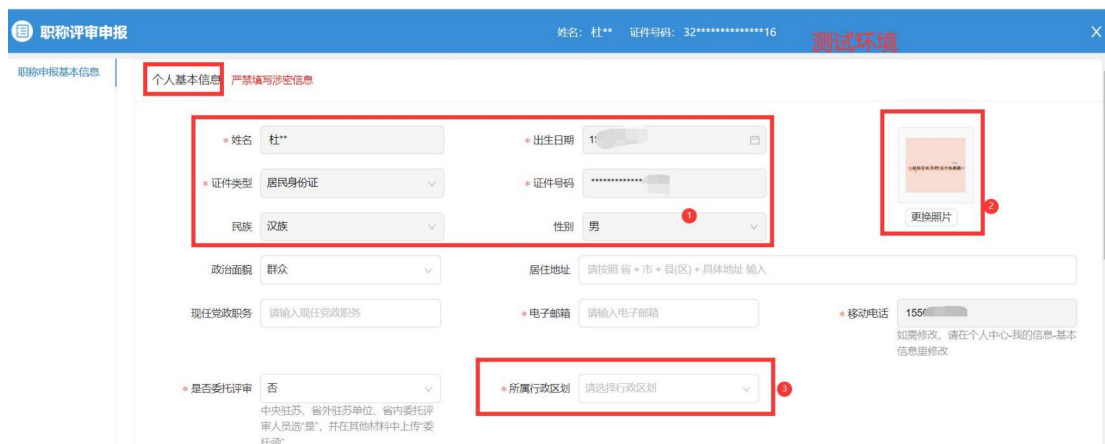 职称评审申报 姓名：杜** 证件号码：32**************16 测试环境 X
职称申报基本信息 个人基本信息 严禁填写涉密信息
* 姓名 杜** * 出生日期
* 证件类型 居民身份证 * 证件号码 *************
民族 汉族 性别 男 1 更换照片 2
政治面貌 群众 居住地址 请按照 省 + 市 + 县(区) + 具体地址 输入
现任党政职务 请输入现任党政职务 * 电子邮箱 请输入电子邮箱 * 移动电话 155
如需修改，请在个人中心-我的信息-基本
信息里修改
* 是否委托评审 否 * 所属行政区划 请选择行政区划 3
中央驻苏、省外驻苏单位、省内委托评
审人员选“是”，并在其他材料中上传“委
托函”